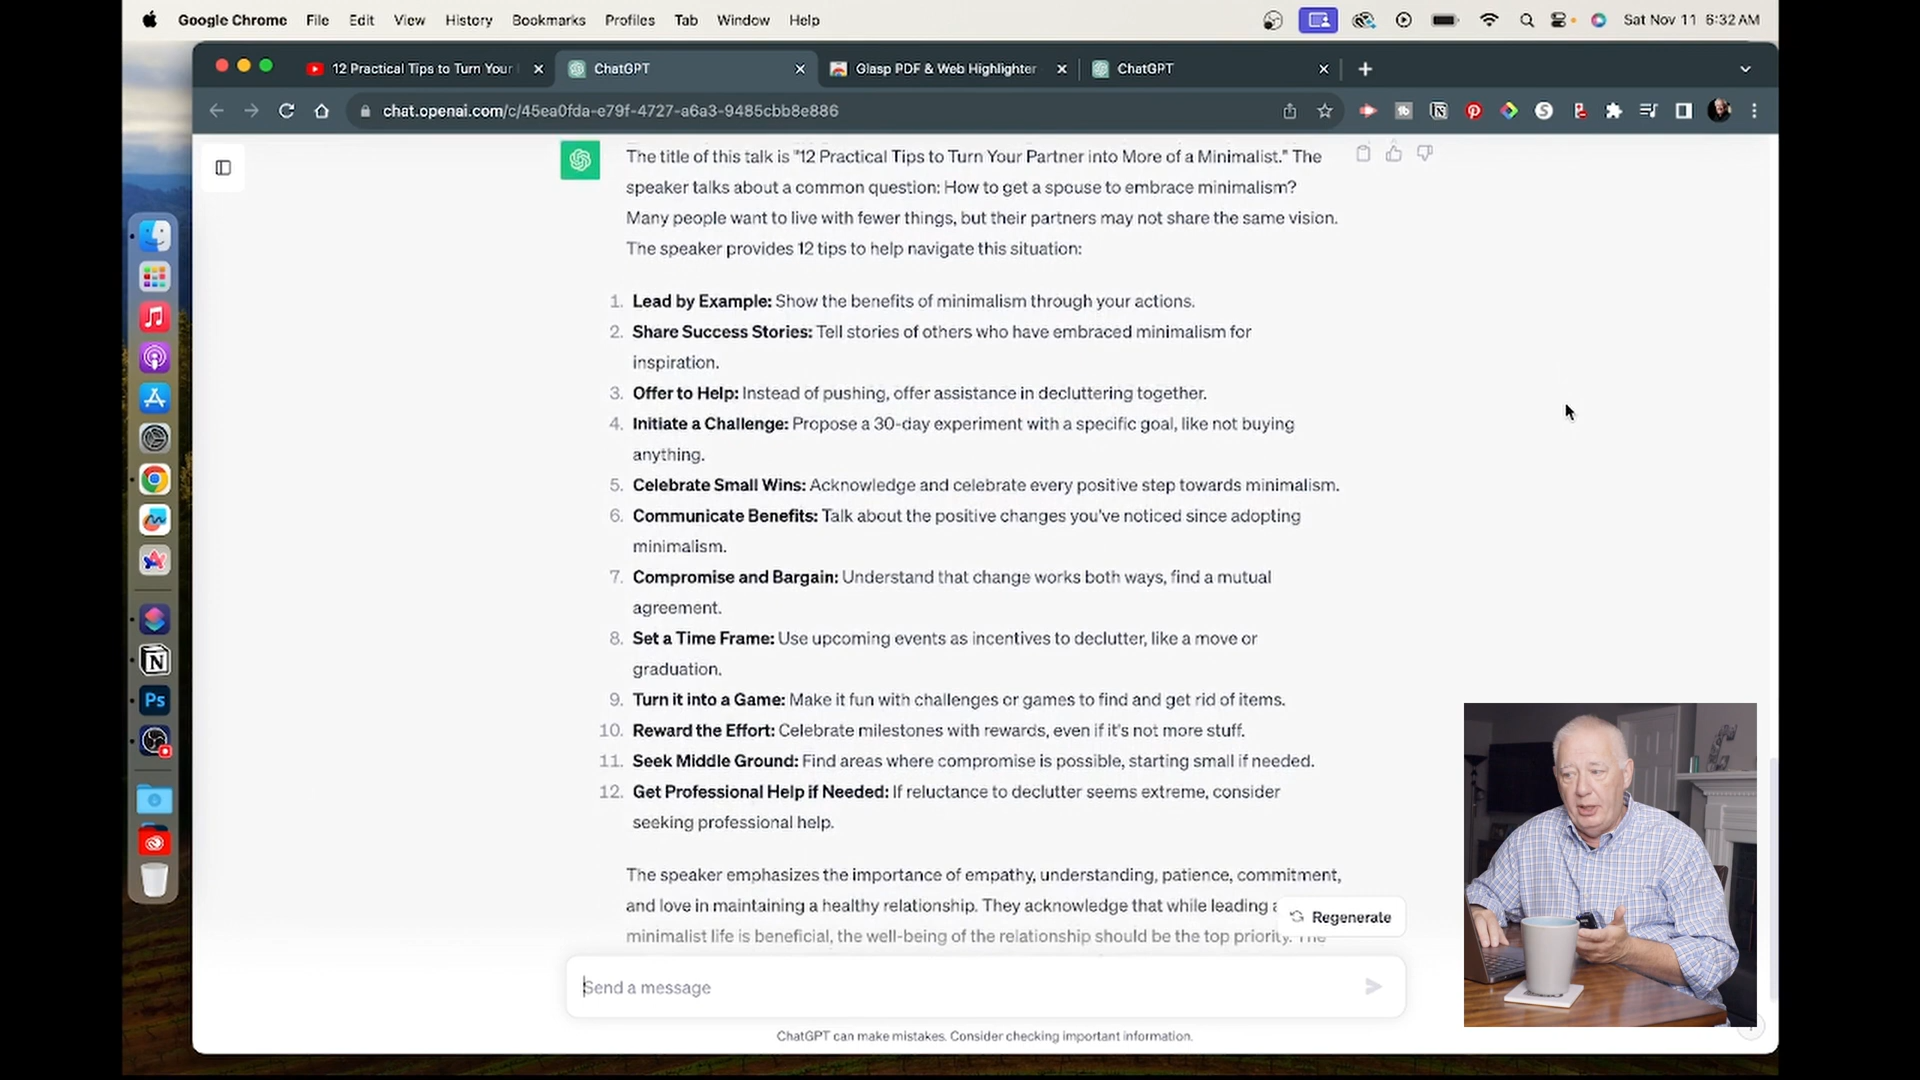 Google Chrome File Edit View History Bookmarks Profiles Tab Window Help Sat Nov 11 6:32 AM
12 Practical Tips to Turn Your ChatGPT Glasp PDF & Web Highlighter ChatGPT
chat.openai.com/c/45ea0fda-e79f-4727-a6a3-9485cbb8e886
The title of this talk is "12 Practical Tips to Turn Your Partner into More of a Minimalist." The
speaker talks about a common question: How to get a spouse to embrace minimalism?
Many people want to live with fewer things, but their partners may not share the same vision.
The speaker provides 12 tips to help navigate this situation:
1. Lead by Example: Show the benefits of minimalism through your actions.
2. Share Success Stories: Tell stories of others who have embraced minimalism for
inspiration.
3. Offer to Help: Instead of pushing, offer assistance in decluttering together.
4. Initiate a Challenge: Propose a 30-day experiment with a specific goal, like not buying
anything.
5. Celebrate Small Wins: Acknowledge and celebrate every positive step towards minimalism.
6. Communicate Benefits: Talk about the positive changes you've noticed since adopting
minimalism.
7. Compromise and Bargain: Understand that change works both ways, find a mutual
agreement.
8. Set a Time Frame: Use upcoming events as incentives to declutter, like a move or
graduation.
9. Turn it into a Game: Make it fun with challenges or games to find and get rid of items.
10. Reward the Effort: Celebrate milestones with rewards, even if it's not more stuff.
11. Seek Middle Ground: Find areas where compromise is possible, starting small if needed.
12. Get Professional Help if Needed: If reluctance to declutter seems extreme, consider
seeking professional help.
The speaker emphasizes the importance of empathy, understanding, patience, commitment,
and love in maintaining a healthy relationship. They acknowledge that while leading a
Regenerate
minimalist life is beneficial, the well-being of the relationship should be the top priority. The
Send a message
ChatGPT can make mistakes. Consider checking important information.
Ps